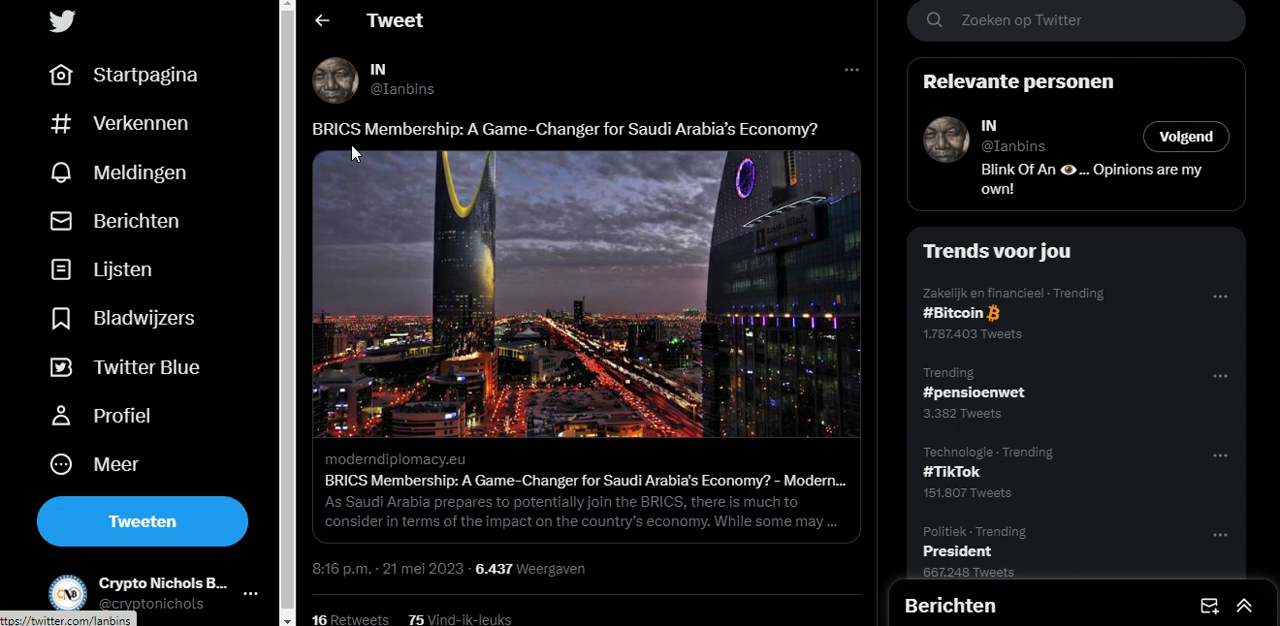 Startpagina
Verkennen
Meldingen
Berichten
Lijsten
Bladwijzers
Twitter Blue
Profiel
Meer
Tweeten
Crypto Nichols B...
@cryptonichols
ttps://twitter.com/Ianbins
Tweet
IN
@Ianbins
BRICS Membership: A Game-Changer for Saudi Arabia’s Economy?
moderndiplomacy.eu
BRICS Membership: A Game-Changer for Saudi Arabia's Economy? - Modern...
As Saudi Arabia prepares to potentially join the BRICS, there is much to
consider in terms of the impact on the country’s economy. While some may ...
8:16 p.m. · 21 mei 2023 · 6.437 Weergaven
16 Retweets 75 Vind-ik-leuks
Zoeken op Twitter
Relevante personen
IN
@Ianbins
Volgend
Blink Of An 👁️... Opinions are my
own!
Trends voor jou
Zakelijk en financieel · Trending
#Bitcoin
1.787.403 Tweets
Trending
#pensioenwet
3.382 Tweets
Technologie · Trending
#TikTok
151.807 Tweets
Politiek · Trending
President
667.248 Tweets
Berichten